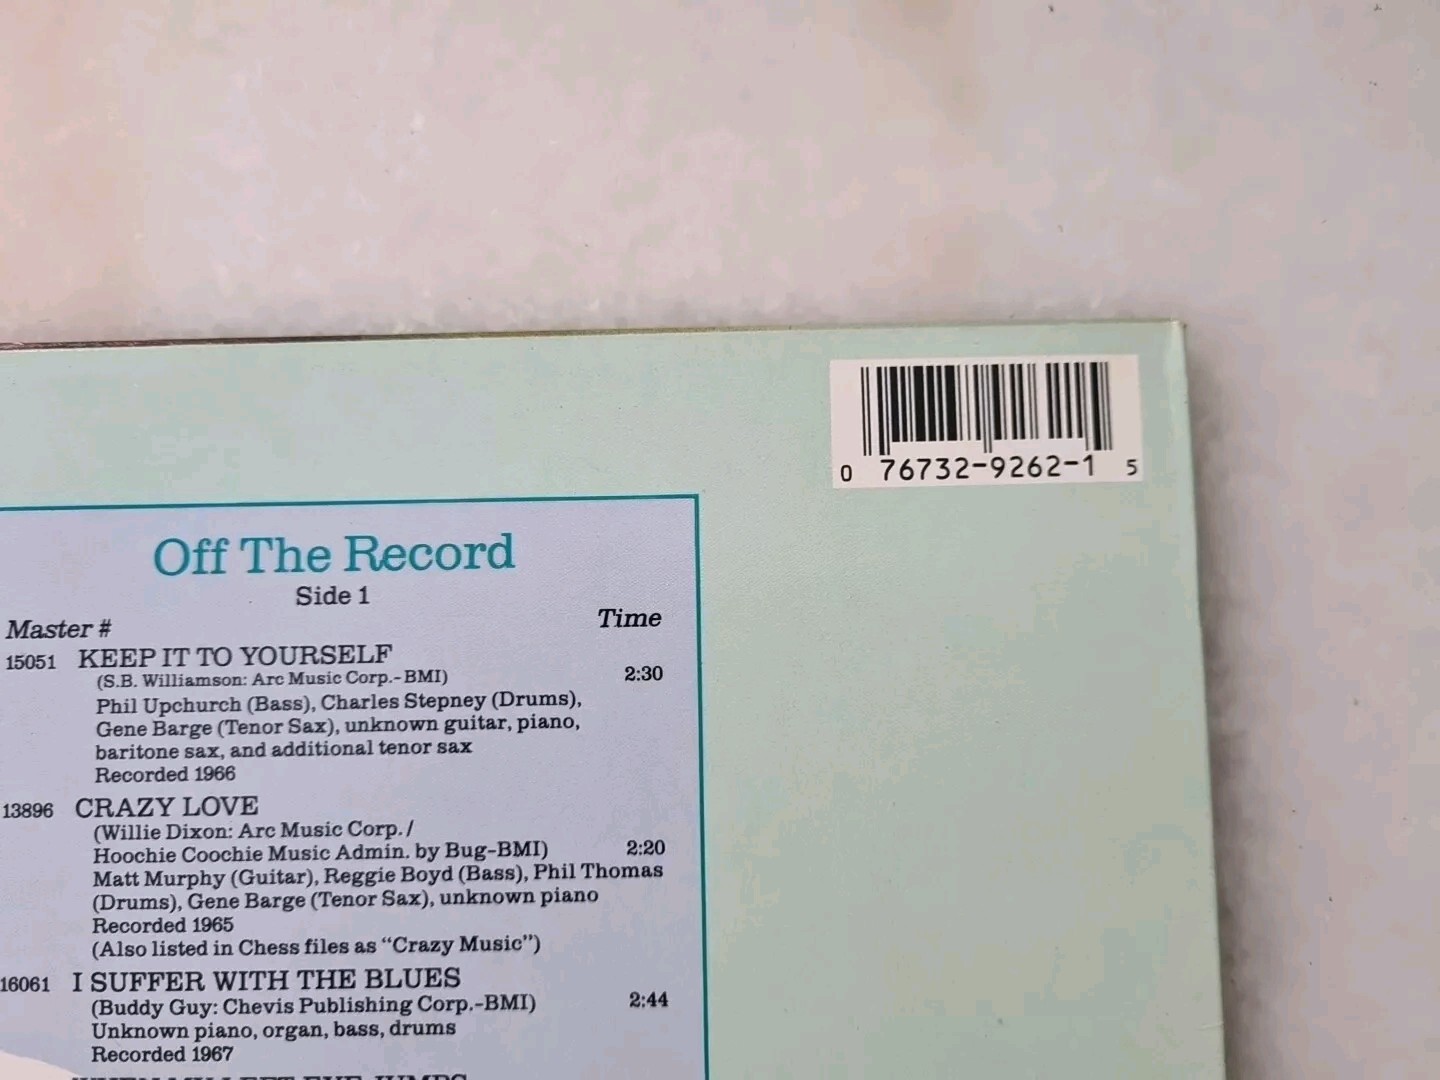 0 76732-9262-1 5
Off The Record
Side 1
Master # Time
15051 KEEP IT TO YOURSELF
(S.B. Williamson: Arc Music Corp.-BMI) 2:30
Phil Upchurch (Bass), Charles Stepney (Drums),
Gene Barge (Tenor Sax), unknown guitar, piano,
baritone sax, and additional tenor sax
Recorded 1966
13896 CRAZY LOVE
(Willie Dixon: Arc Music Corp./
Hoochie Coochie Music Admin. by Bug-BMI) 2:20
Matt Murphy (Guitar), Reggie Boyd (Bass), Phil Thomas
(Drums), Gene Barge (Tenor Sax), unknown piano
Recorded 1965
(Also listed in Chess files as "Crazy Music")
16061 I SUFFER WITH THE BLUES
(Buddy Guy: Chevis Publishing Corp.-BMI) 2:44
Unknown piano, organ, bass, drums
Recorded 1967